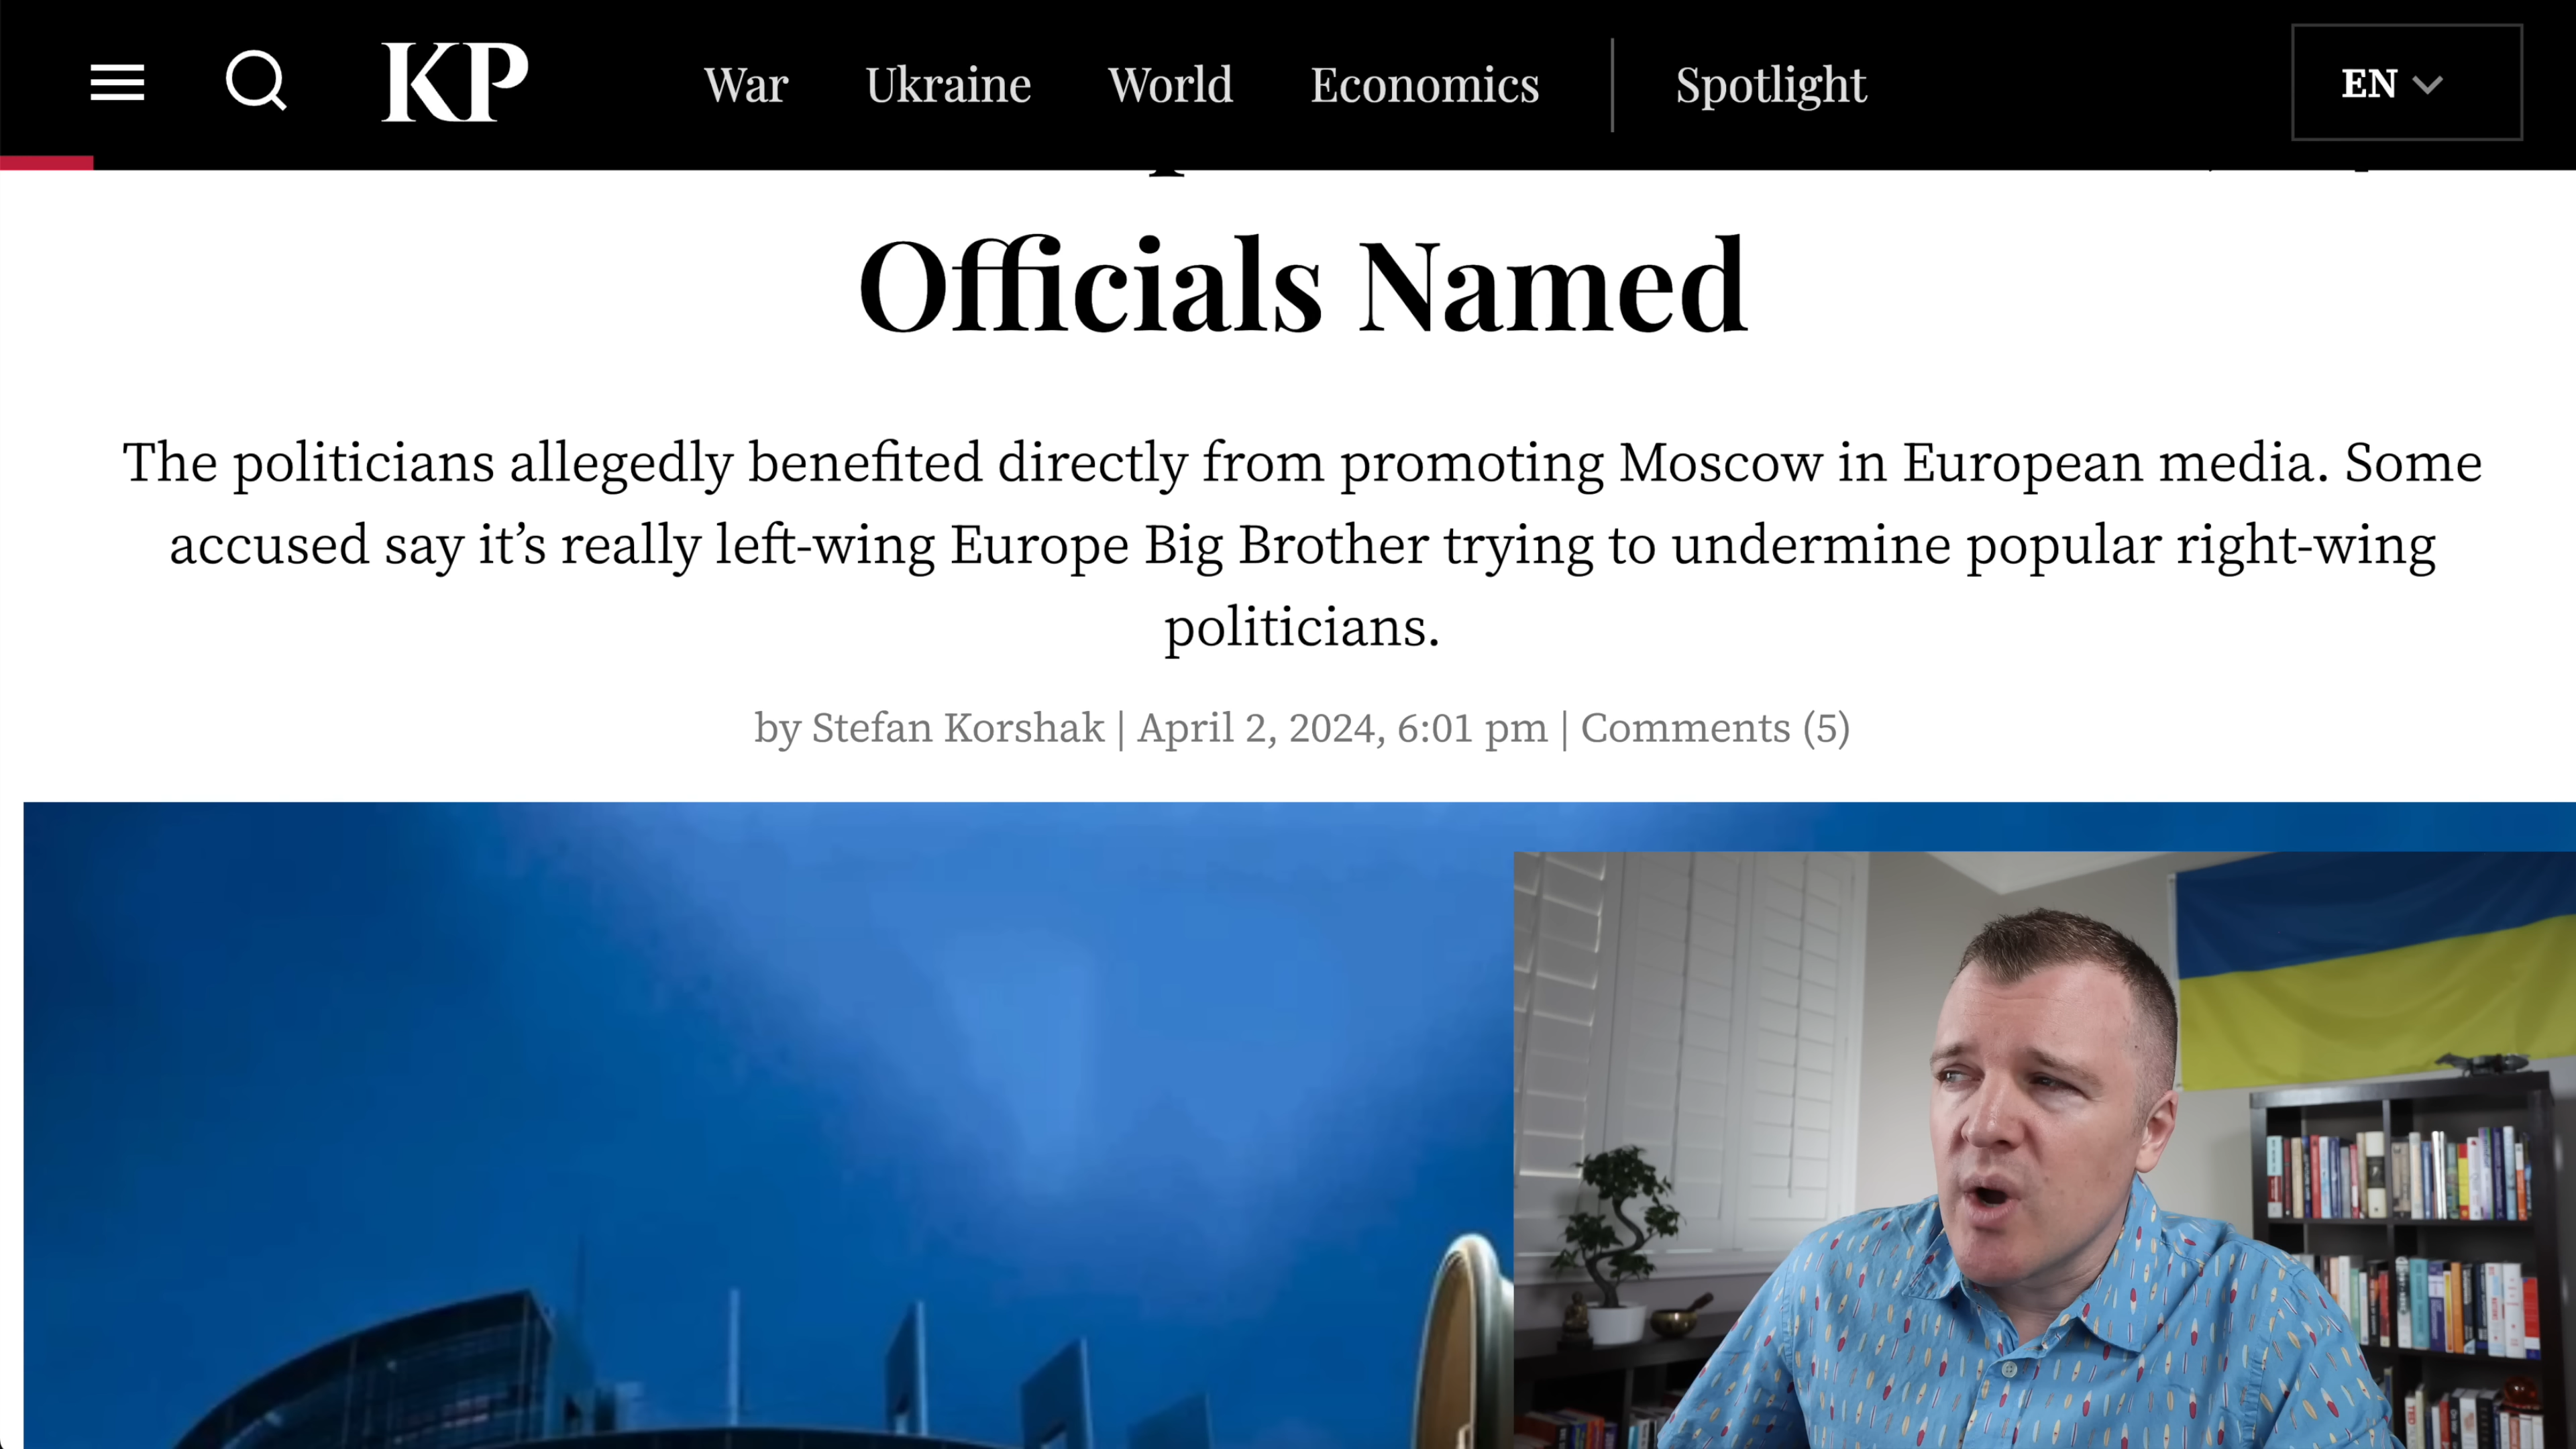 KP
War
Ukraine
World
Economics
Spotlight
EN
Officials Named
The politicians allegedly benefited directly from promoting Moscow in European media. Some
accused say it’s really left-wing Europe Big Brother trying to undermine popular right-wing
politicians.
by Stefan Korshak | April 2, 2024, 6:01 pm | Comments (5)